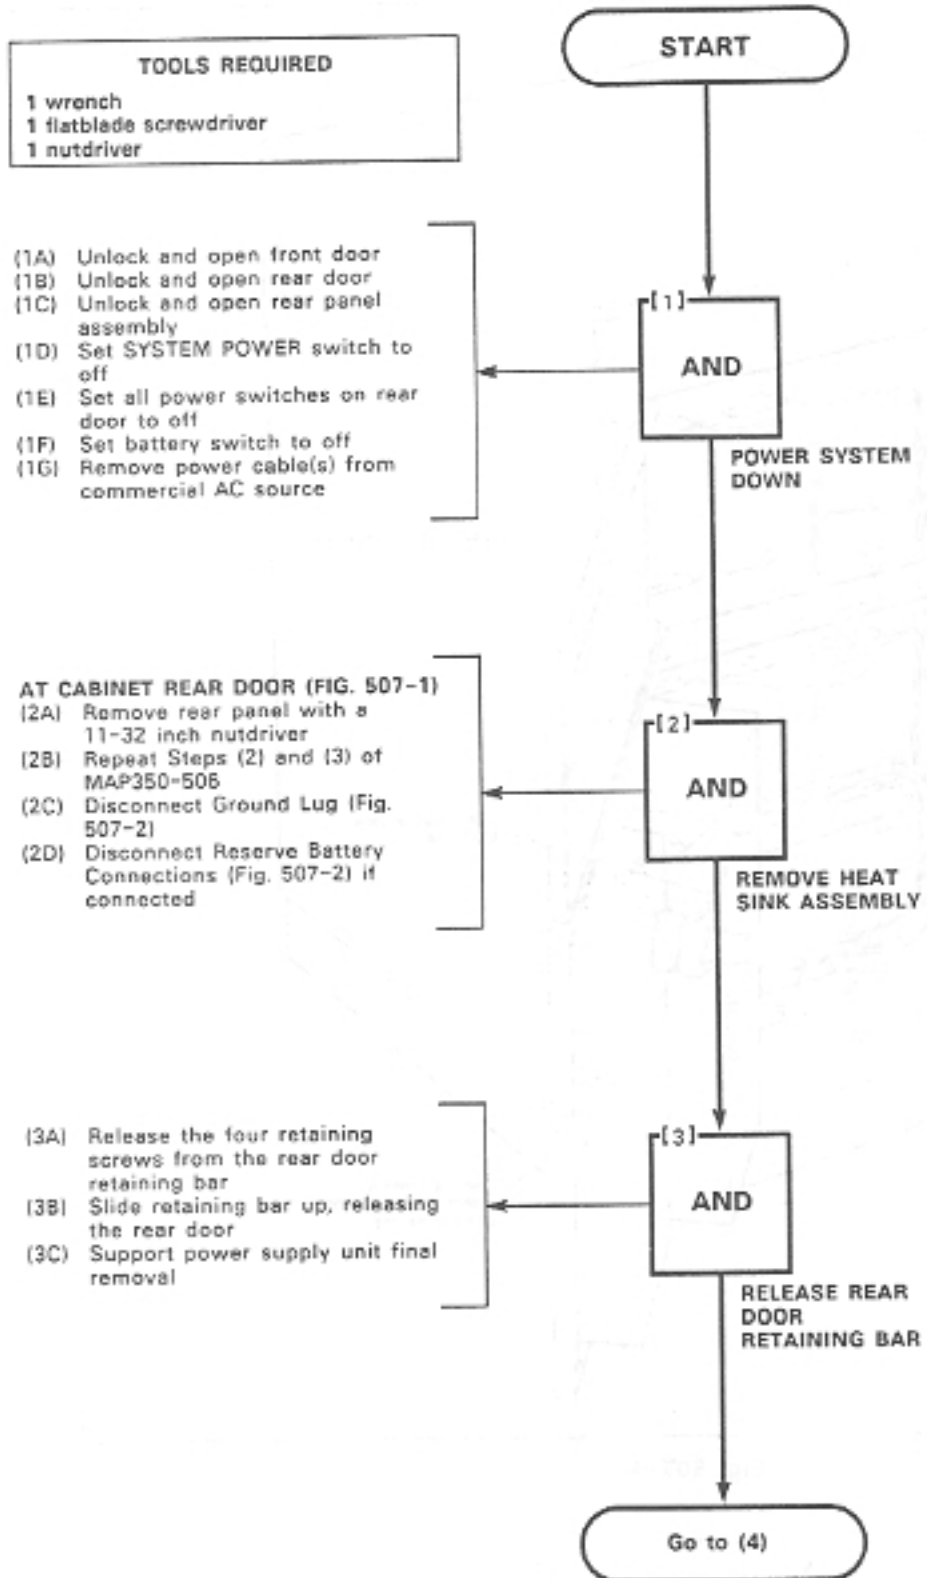 START
TOOLS REQUIRED
1 wrench
1 flatblade screwdriver
1 nutdriver
(1A) Unlock and open front door
(1B) Unlock and open rear door
(1C) Unlock and open rear panel
assembly
(1D) Set SYSTEM POWER switch to
off
(1E) Set all power switches on rear
door to off
(1F) Set battery switch to off
(1G) Remove power cable(s) from
commercial AC source
[1]
AND
POWER SYSTEM
DOWN
AT CABINET REAR DOOR (FIG. 507-1)
(2A) Remove rear panel with a
11-32 inch nutdriver
(2B) Repeat Steps (2) and (3) of
MAP350-506
(2C) Disconnect Ground Lug (Fig.
507-2)
(2D) Disconnect Reserve Battery
Connections (Fig. 507-2) if
connected
[2]
AND
REMOVE HEAT
SINK ASSEMBLY
(3A) Release the four retaining
screws from the rear door
retaining bar
(3B) Slide retaining bar up, releasing
the rear door
(3C) Support power supply unit final
removal
[3]
AND
RELEASE REAR
DOOR
RETAINING BAR
Go to (4)